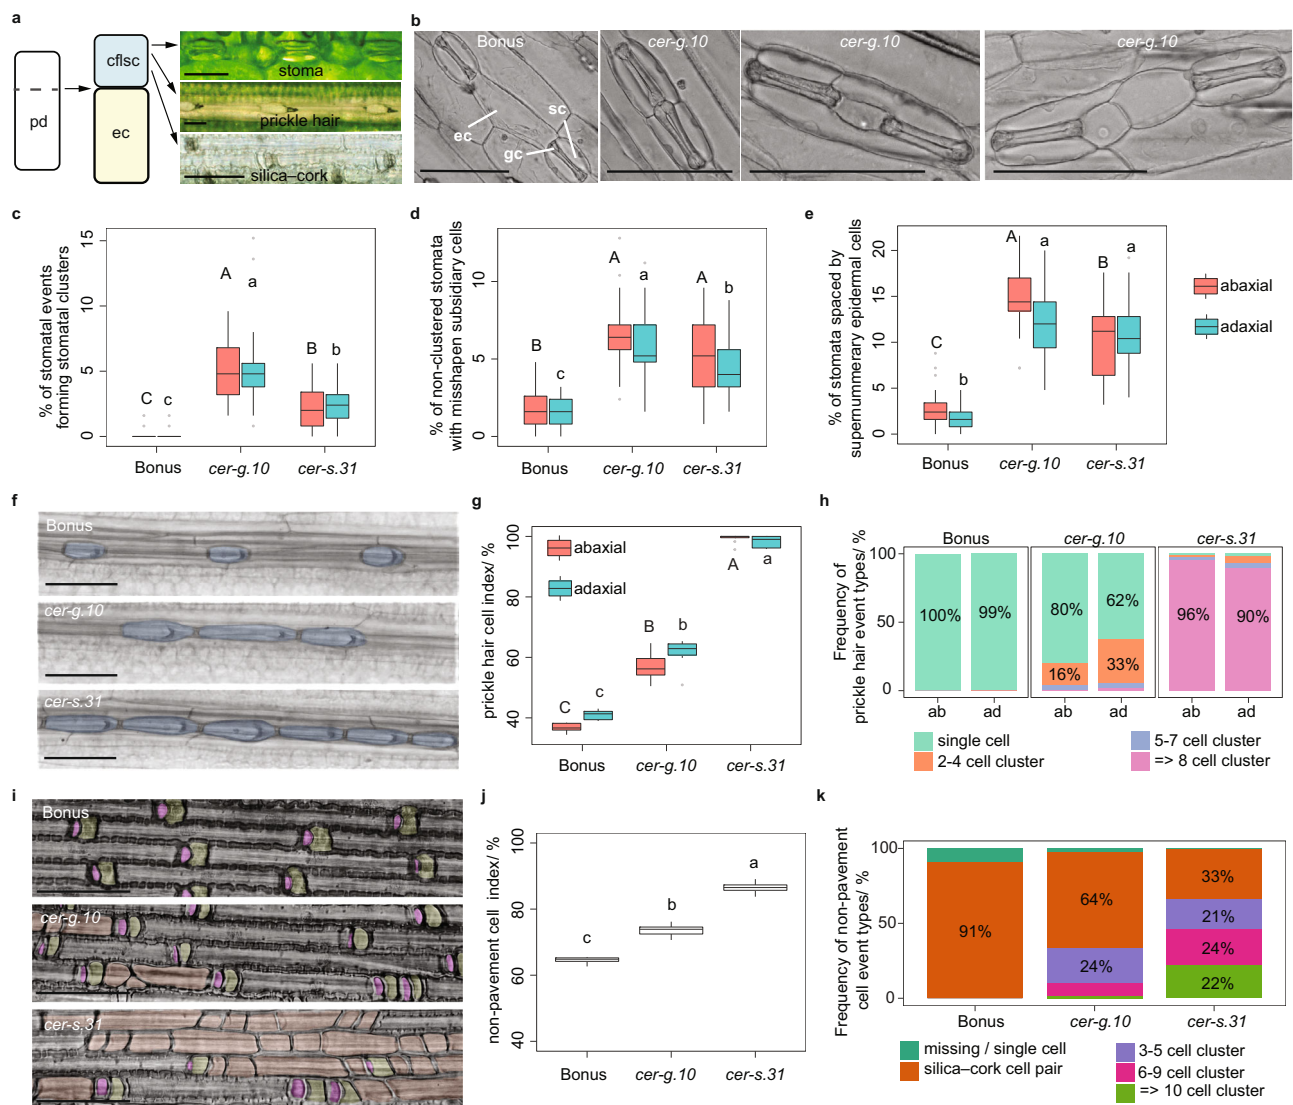 a
cflsc
pd
ec
stoma
prickle hair
silica–cork
b
Bonus
cer-g.10
cer-g.10
cer-g.10
ec
sc
gc
c
% of stomatal events
forming stomatal clusters
15
10
5
0
C
c
A
a
B
b
Bonus
cer-g.10
cer-s.31
d
% of non-clustered stomata
with misshapen subsidiary cells
10
5
0
B
c
A
a
A
b
Bonus
cer-g.10
cer-s.31
e
% of stomata spaced by
supernummerary epidermal cells
20
15
10
5
0
C
b
A
a
B
a
Bonus
cer-g.10
cer-s.31
abaxial
adaxial
f
Bonus
cer-g.10
cer-s.31
g
prickle hair cell index/ %
100
80
60
40
abaxial
adaxial
C
c
B
b
A
a
Bonus
cer-g.10
cer-s.31
h
Frequency of
prickle hair event types/ %
100
50
0
Bonus
cer-g.10
cer-s.31
100%
99%
80%
16%
62%
33%
96%
90%
ab
ad
ab
ad
ab
ad
single cell
2-4 cell cluster
5-7 cell cluster
=> 8 cell cluster
i
Bonus
cer-g.10
cer-s.31
j
non-pavement cell index/ %
100
80
60
40
c
b
a
Bonus
cer-g.10
cer-s.31
k
Frequency of non-pavement
cell event types/ %
100
50
0
91%
64%
24%
33%
21%
24%
22%
Bonus
cer-g.10
cer-s.31
missing / single cell
silica–cork cell pair
3-5 cell cluster
6-9 cell cluster
=> 10 cell cluster